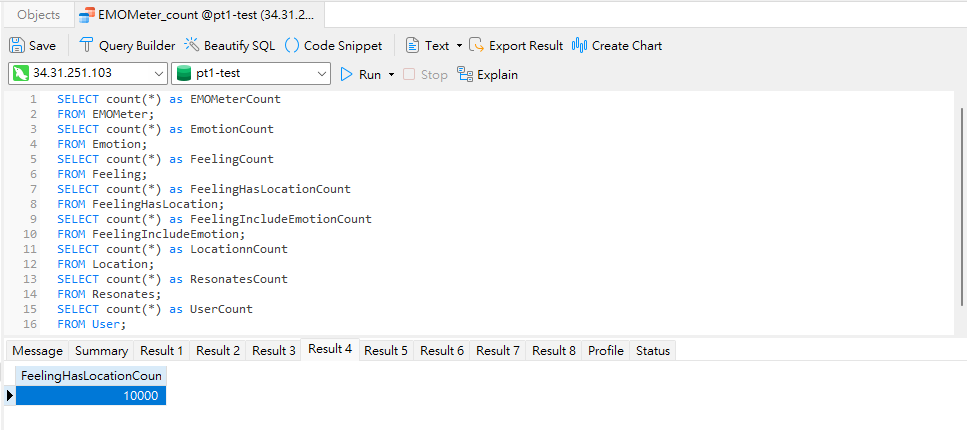 Objects EMOMeter_count @pt1-test (34.31.2...
Save Query Builder Beautify SQL () Code Snippet Text Export Result Create Chart
34.31.251.103 pt1-test Run Stop Explain
1 SELECT count(*) as EMOMeterCount
2 FROM EMOMeter;
3 SELECT count(*) as EmotionCount
4 FROM Emotion;
5 SELECT count(*) as FeelingCount
6 FROM Feeling;
7 SELECT count(*) as FeelingHasLocationCount
8 FROM FeelingHasLocation;
9 SELECT count(*) as FeelingIncludeEmotionCount
10 FROM FeelingIncludeEmotion;
11 SELECT count(*) as LocationnCount
12 FROM Location;
13 SELECT count(*) as ResonatesCount
14 FROM Resonates;
15 SELECT count(*) as UserCount
16 FROM User;
Message Summary Result 1 Result 2 Result 3 Result 4 Result 5 Result 6 Result 7 Result 8 Profile Status
FeelingHasLocationCoun
10000